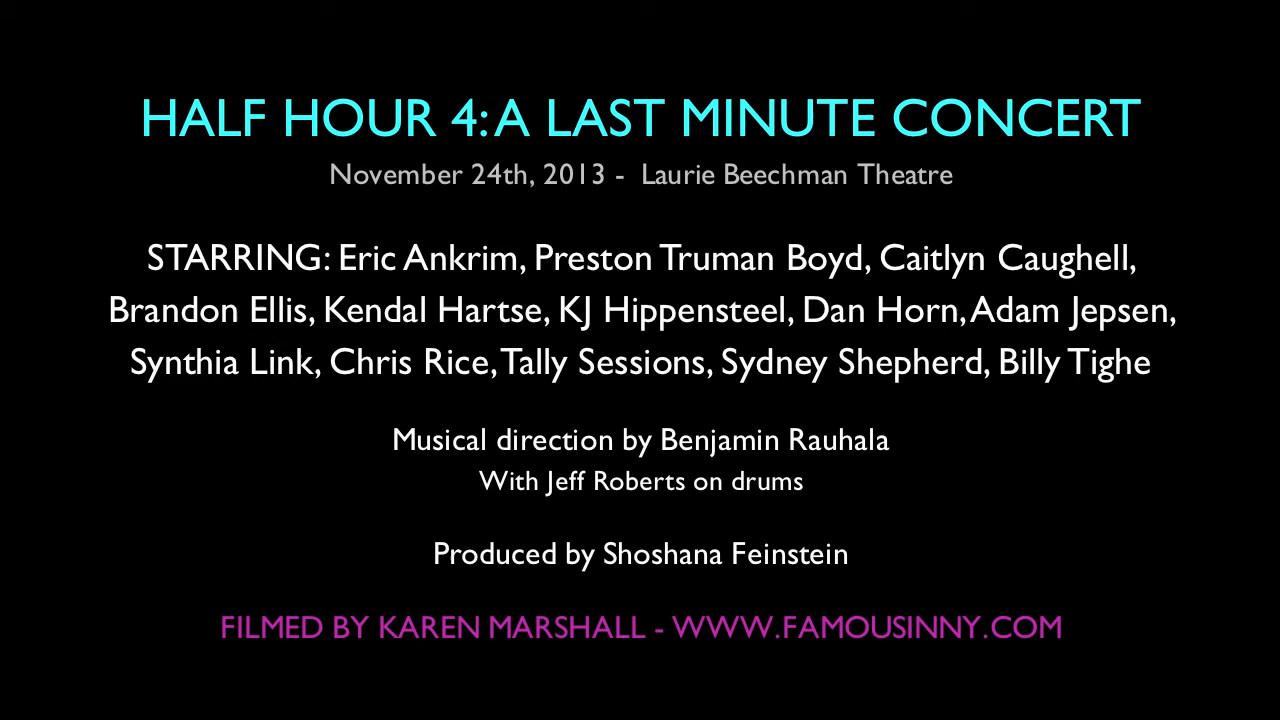 HALF HOUR 4: A LAST MINUTE CONCERT
November 24th, 2013 - Laurie Beechman Theatre
STARRING: Eric Ankrim, Preston Truman Boyd, Caitlyn Caughell,
Brandon Ellis, Kendal Hartse, KJ Hippensteel, Dan Horn, Adam Jepsen,
Synthia Link, Chris Rice, Tally Sessions, Sydney Shepherd, Billy Tighe
Musical direction by Benjamin Rauhala
With Jeff Roberts on drums
Produced by Shoshana Feinstein
FILMED BY KAREN MARSHALL - WWW.FAMOUSINNY.COM